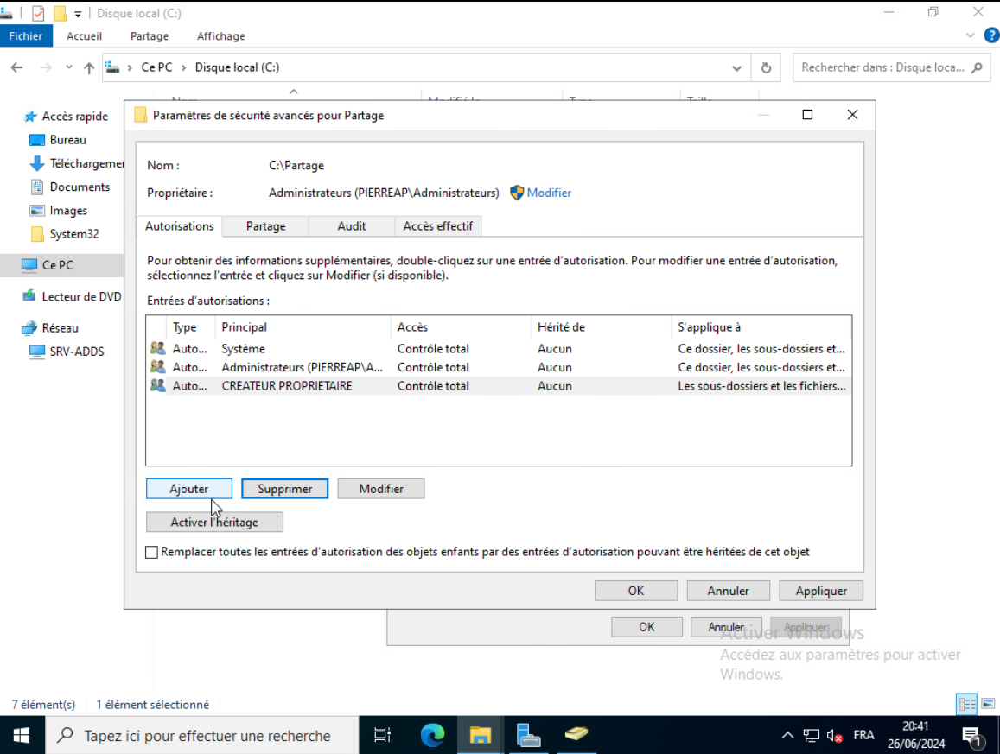 Disque local (C:)
Fichier Accueil Partage Affichage
Ce PC > Disque local (C:)
Rechercher dans : Disque loca...
Accès rapide
Bureau
Téléchargemer
Documents
Images
System32
Ce PC
Lecteur de DVD
Réseau
SRV-ADDS
Paramètres de sécurité avancés pour Partage
Nom : C:\Partage
Propriétaire : Administrateurs (PIERREAP\Administrateurs) Modifier
Autorisations Partage Audit Accès effectif
Pour obtenir des informations supplémentaires, double-cliquez sur une entrée d'autorisation. Pour modifier une entrée d'autorisation,
sélectionnez l'entrée et cliquez sur Modifier (si disponible).
Entrées d'autorisations :
Type Principal Accès Hérité de S'applique à
Auto... Système Contrôle total Aucun Ce dossier, les sous-dossiers et...
Auto... Administrateurs (PIERREAP\A... Contrôle total Aucun Ce dossier, les sous-dossiers et...
Auto... CREATEUR PROPRIETAIRE Contrôle total Aucun Les sous-dossiers et les fichiers...
Ajouter Supprimer Modifier
Activer l'héritage
Remplacer toutes les entrées d'autorisation des objets enfants par des entrées d'autorisation pouvant être héritées de cet objet
OK Annuler Appliquer
OK Annuler Appliquer
Activer Windows
Accédez aux paramètres pour activer
Windows.
7 élément(s) 1 élément sélectionné
Tapez ici pour effectuer une recherche
FRA
20:41
26/06/2024
1